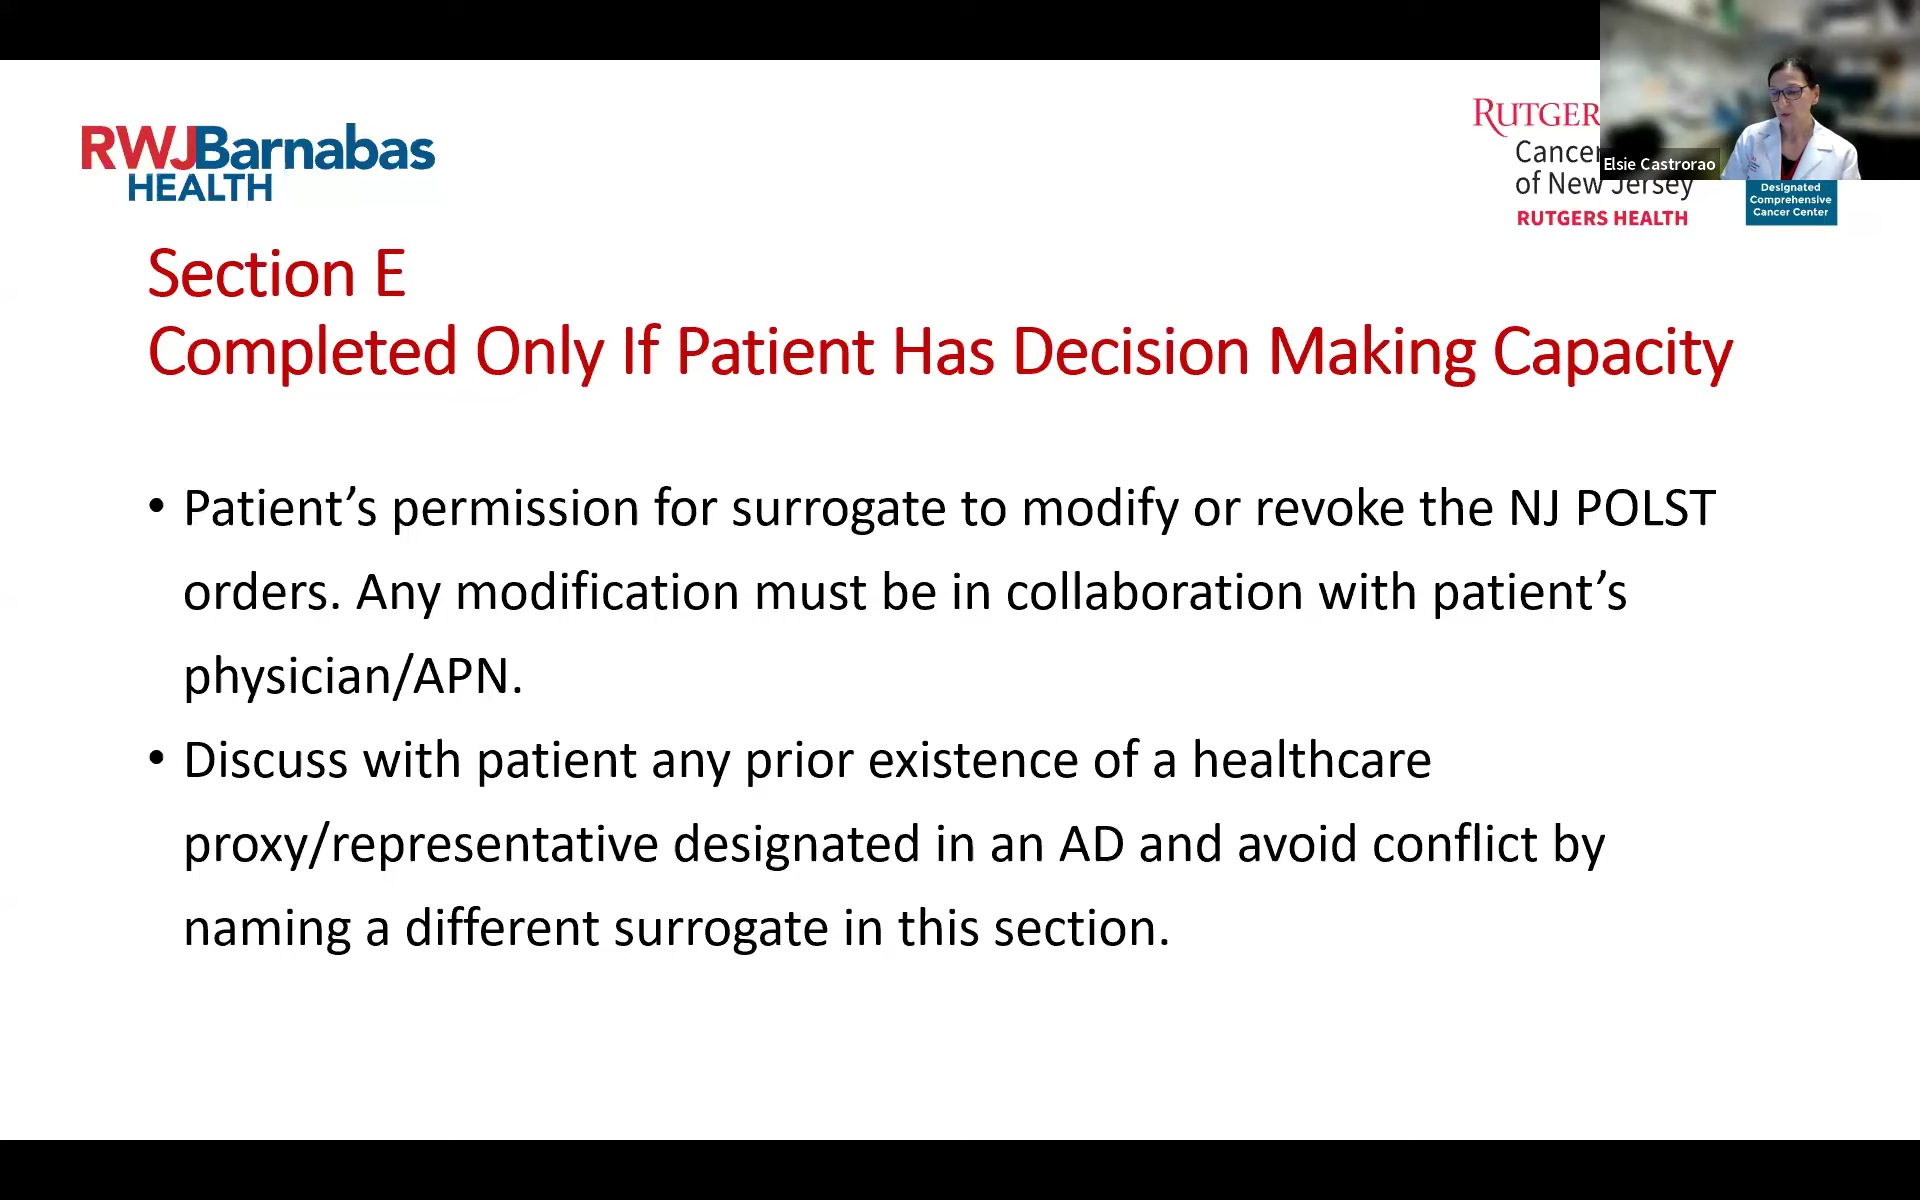 RWJBarnabas
HEALTH
RUTGER
Cancer
of New Jersey
RUTGERS HEALTH
Elsie Castrorao
Designated
Comprehensive
Cancer Center
Section E
Completed Only If Patient Has Decision Making Capacity
• Patient’s permission for surrogate to modify or revoke the NJ POLST
orders. Any modification must be in collaboration with patient’s
physician/APN.
• Discuss with patient any prior existence of a healthcare
proxy/representative designated in an AD and avoid conflict by
naming a different surrogate in this section.